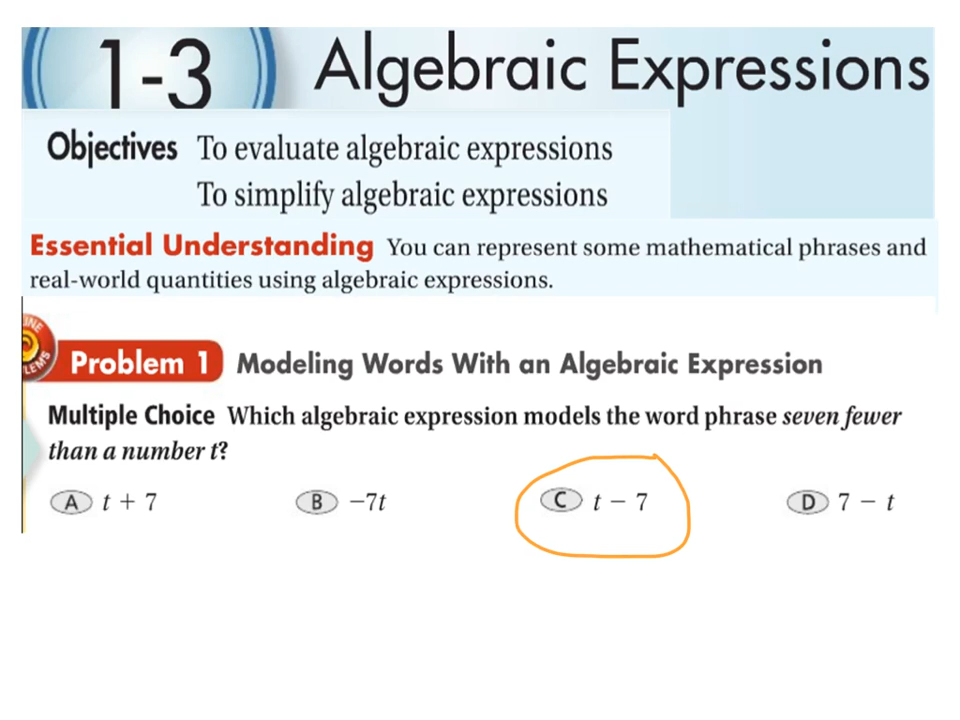 1-3 Algebraic Expressions
Objectives To evaluate algebraic expressions
To simplify algebraic expressions
Essential Understanding You can represent some mathematical phrases and
real-world quantities using algebraic expressions.
Problem 1 Modeling Words With an Algebraic Expression
Multiple Choice Which algebraic expression models the word phrase seven fewer
than a number t?
A t + 7 B −7t C t − 7 D 7 − t